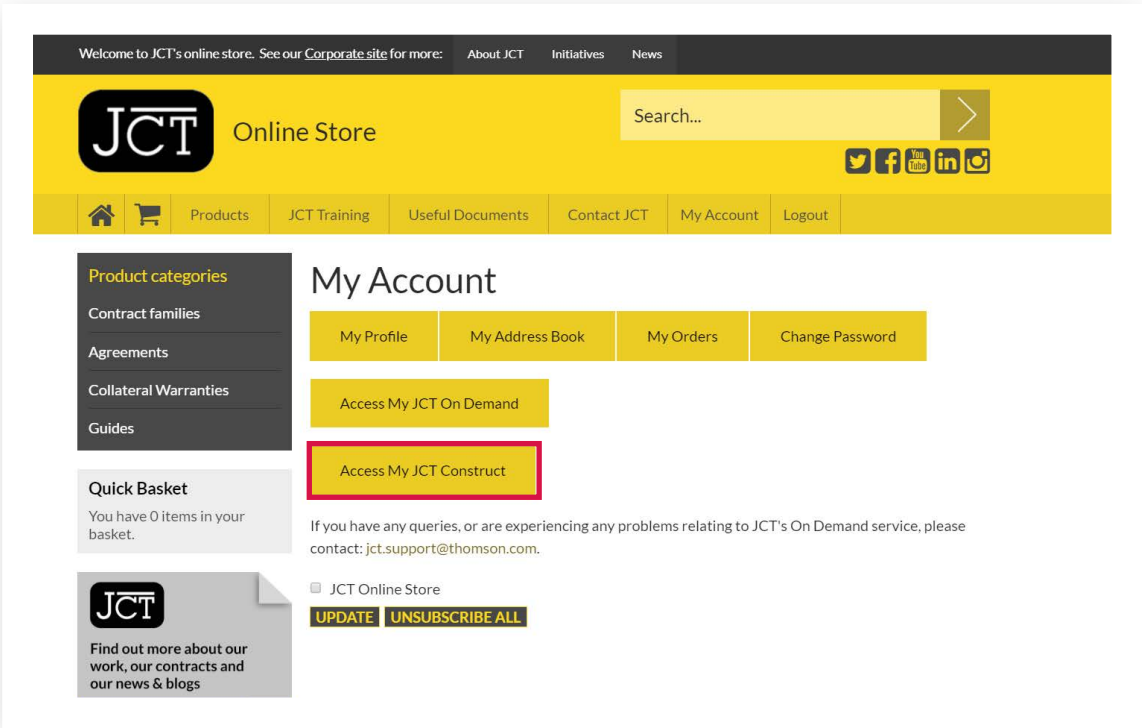 Welcome to JCT's online store. See our Corporate site for more: About JCT Initiatives News
JCT Online Store
Search...
You Tube in
Products JCT Training Useful Documents Contact JCT My Account Logout
Product categories
Contract families
Agreements
Collateral Warranties
Guides
Quick Basket
You have 0 items in your
basket.
JCT
Find out more about our
work, our contracts and
our news & blogs
My Account
My Profile My Address Book My Orders Change Password
Access My JCT On Demand
Access My JCT Construct
If you have any queries, or are experiencing any problems relating to JCT's On Demand service, please
contact: jct.support@thomson.com.
JCT Online Store
UPDATE UNSUBSCRIBE ALL